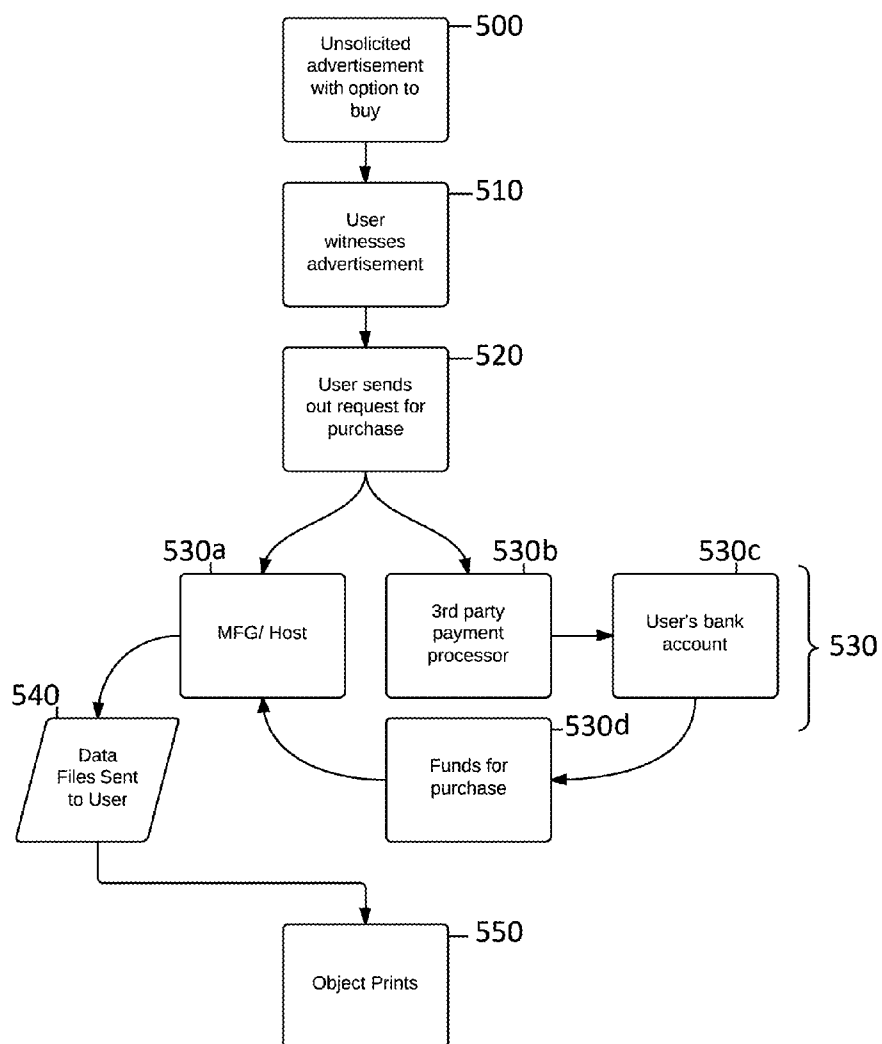 500
Unsolicited
advertisement
with option to
buy
510
User
witnesses
advertisement
520
User sends
out request for
purchase
530a
MFG/ Host
530b
3rd party
payment
processor
530c
User's bank
account
530
540
Data
Files Sent
to User
530d
Funds for
purchase
550
Object Prints